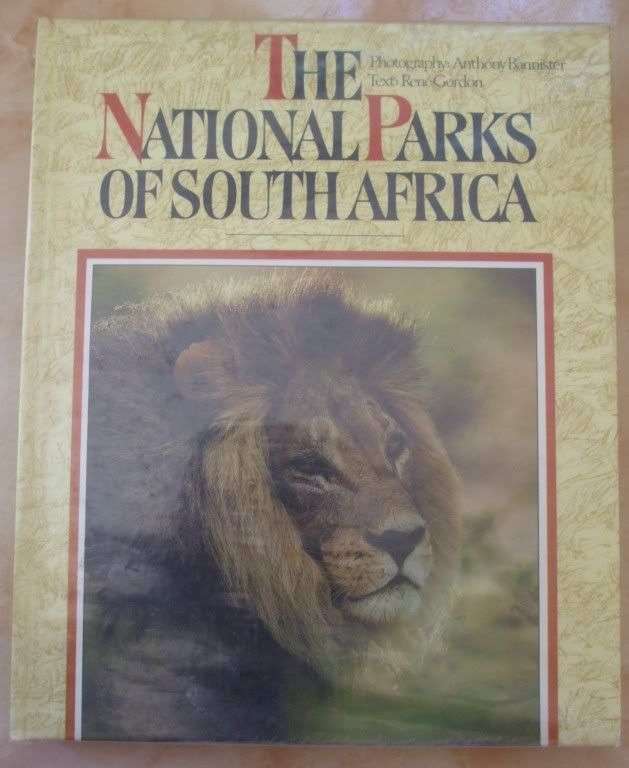 THE
Photography: Anthony Bannister
Text: René Gordon
NATIONAL PARKS
OF SOUTH AFRICA